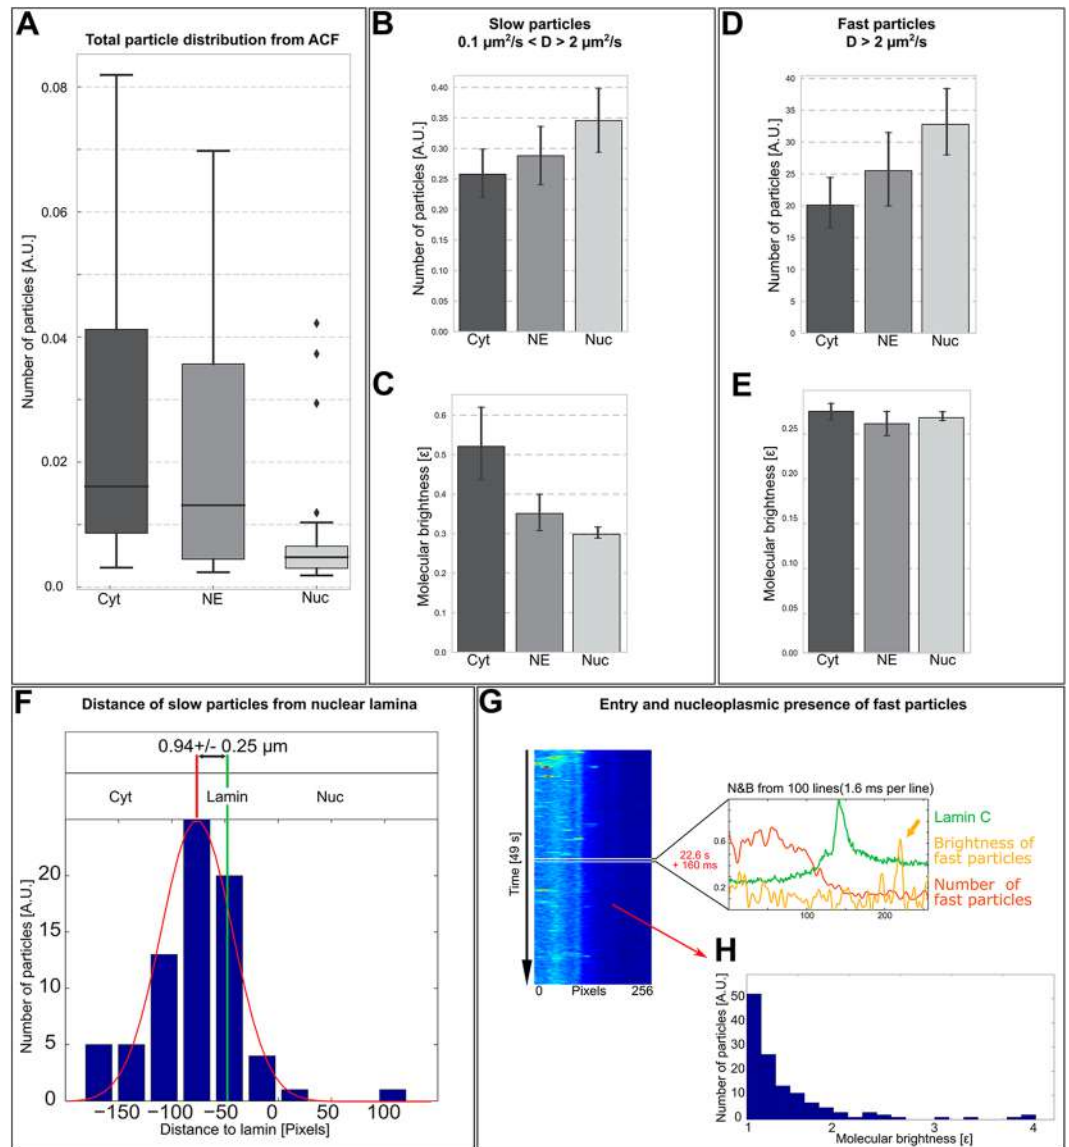 A
Total particle distribution from ACF
Number of particles [A.U.]
0.08
0.06
0.04
0.02
0.0
Cyt NE Nuc
B
Slow particles
0.1 µm²/s < D > 2 µm²/s
Number of particles [A.U.]
0.40
0.35
0.30
0.25
0.20
0.15
0.10
0.05
0.00
Cyt NE Nuc
C
Molecular brightness [ε]
0.6
0.5
0.4
0.3
0.2
0.1
0.0
Cyt NE Nuc
D
Fast particles
D > 2 µm²/s
Number of particles [A.U.]
40
35
30
25
20
15
10
5
0
Cyt NE Nuc
E
Molecular brightness [ε]
0.25
0.20
0.15
0.10
0.05
0.00
Cyt NE Nuc
F
Distance of slow particles from nuclear lamina
0.94+/- 0.25 µm
Cyt Lamin Nuc
Number of particles [A.U.]
20
15
10
5
0
−150 −100 −50 0 50 100
Distance to lamin [Pixels]
G
Entry and nucleoplasmic presence of fast particles
Time [49 s]
0 Pixels 256
22.6 s
+ 160 ms
N&B from 100 lines(1.6 ms per line)
0.6
0.2
100 200
Lamin C
Brightness of
fast particles
Number of
fast particles
H
Number of particles [A.U.]
50
40
30
20
10
0
1 2 3 4
Molecular brightness [ε]